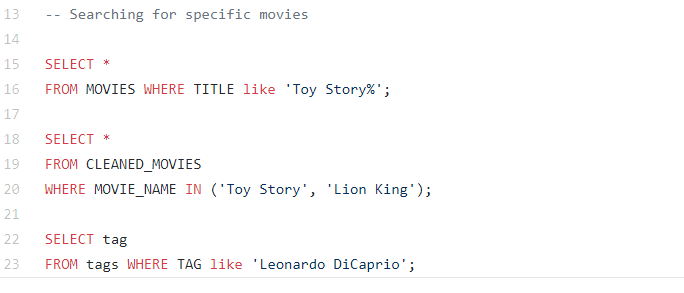 13 -- Searching for specific movies
14
15 SELECT *
16 FROM MOVIES WHERE TITLE like 'Toy Story%';
17
18 SELECT *
19 FROM CLEANED_MOVIES
20 WHERE MOVIE_NAME IN ('Toy Story', 'Lion King');
21
22 SELECT tag
23 FROM tags WHERE TAG like 'Leonardo DiCaprio';